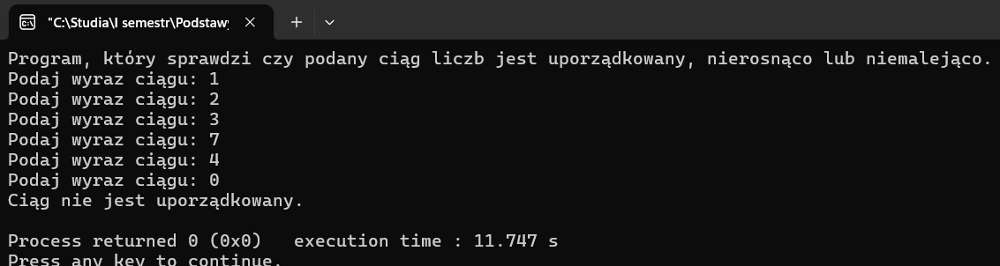 "C:\Studia\I semestr\Podstawy
Program, który sprawdzi czy podany ciąg liczb jest uporządkowany, nierosnąco lub niemalejąco.
Podaj wyraz ciągu: 1
Podaj wyraz ciągu: 2
Podaj wyraz ciągu: 3
Podaj wyraz ciągu: 7
Podaj wyraz ciągu: 4
Podaj wyraz ciągu: 0
Ciąg nie jest uporządkowany.
Process returned 0 (0x0)   execution time : 11.747 s
Press any key to continue.